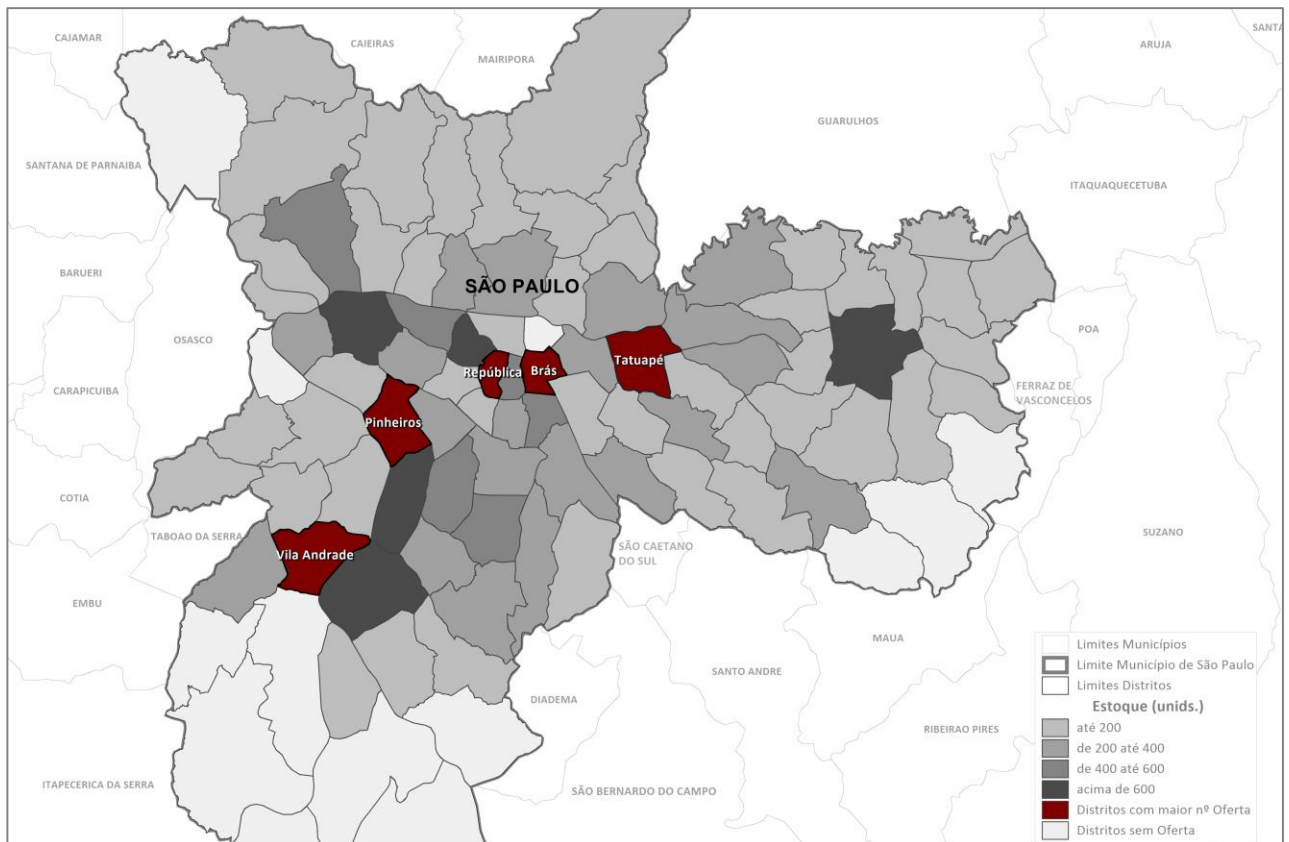 CAJAMAR
CAIEIRAS
MAIRIPORA
ARUJA
SANTA
GUARULHOS
SANTANA DE PARNAIBA
ITAQUAQUECETUBA
BARUERI
SÃO PAULO
OSASCO
POA
CARAPICUIBA
República
Brás
Tatuapé
FERRAZ DE
VASCONCELOS
Pinheiros
COTIA
TABOAO DA SERRA
Vila Andrade
SÃO CAETANO
DO SUL
SUZANO
EMBU
MAUA
SANTO ANDRE
DIADEMA
RIBEIRAO PIRES
ITAPECERICA DA SERRA
SÃO BERNARDO DO CAMPO
Limites Municípios
Limite Município de São Paulo
Limites Distritos
Estoque (unids.)
até 200
de 200 até 400
de 400 até 600
acima de 600
Distritos com maior nº Oferta
Distritos sem Oferta